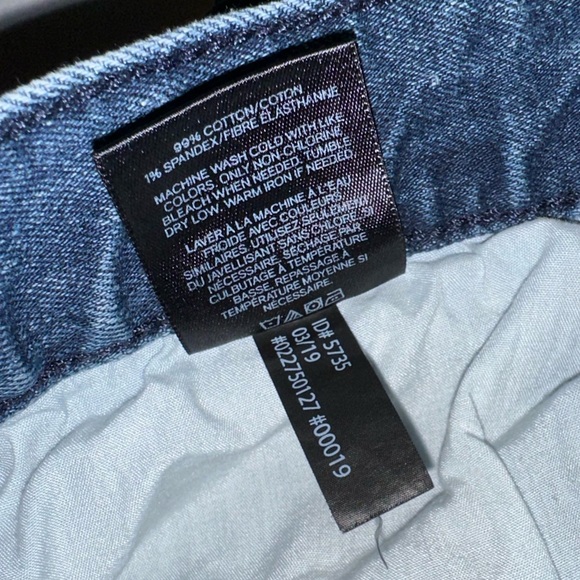 99% COTTON/COTON
1% SPANDEX/FIBRE ÉLASTHANNE
MACHINE WASH COLD WITH LIKE
COLORS. ONLY NON-CHLORINE
BLEACH WHEN NEEDED. TUMBLE
DRY LOW. WARM IRON IF NEEDED.
LAVER À LA MACHINE À L'EAU
FROIDE AVEC COULEURS
SIMILAIRES. UTILISEZ SEULEMENT
DU JAVELLISANT SANS CHLORE SI
NÉCESSAIRE. SÉCHAGE PAR
CULBUTAGE À TEMPÉRATURE
BASSE. REPASSAGE À
TEMPÉRATURE MOYENNE SI
NÉCESSAIRE.
ID# 5735
03/19
#022750127 #00019